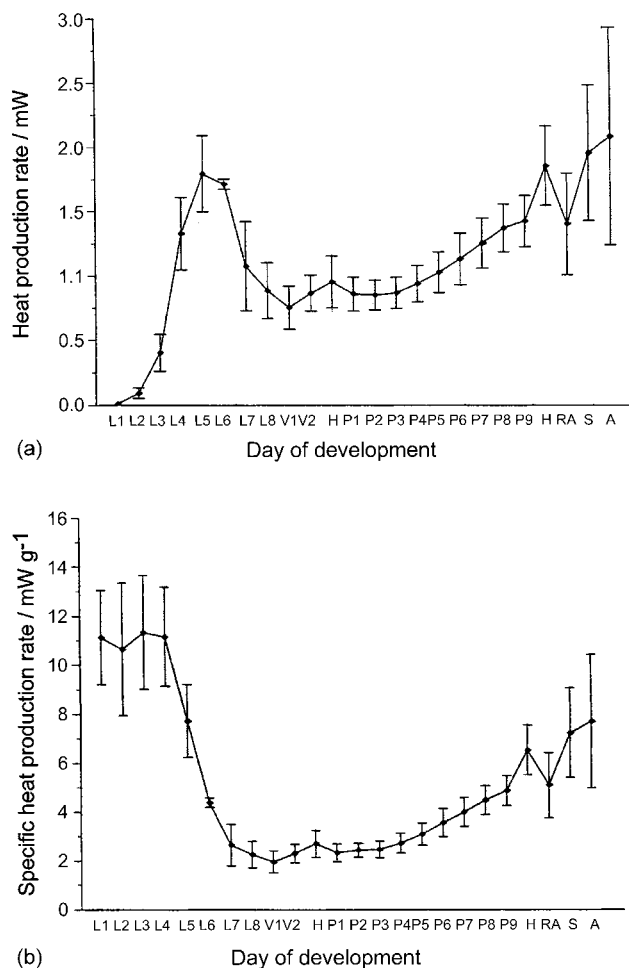 3.0
2.5
2.0
1.5
1.1
0.5
0.0
Heat production rate / mW
L1 L2 L3 L4 L5 L6 L7 L8 V1V2 H P1 P2 P3 P4P5 P6 P7 P8 P9 H RA S A
(a)
Day of development
16
14
12
10
8
6
4
2
0
Specific heat production rate / mW g-1
L1 L2 L3 L4 L5 L6 L7 L8 V1V2 H P1 P2 P3 P4P5 P6 P7 P8 P9 H RA S A
(b)
Day of development